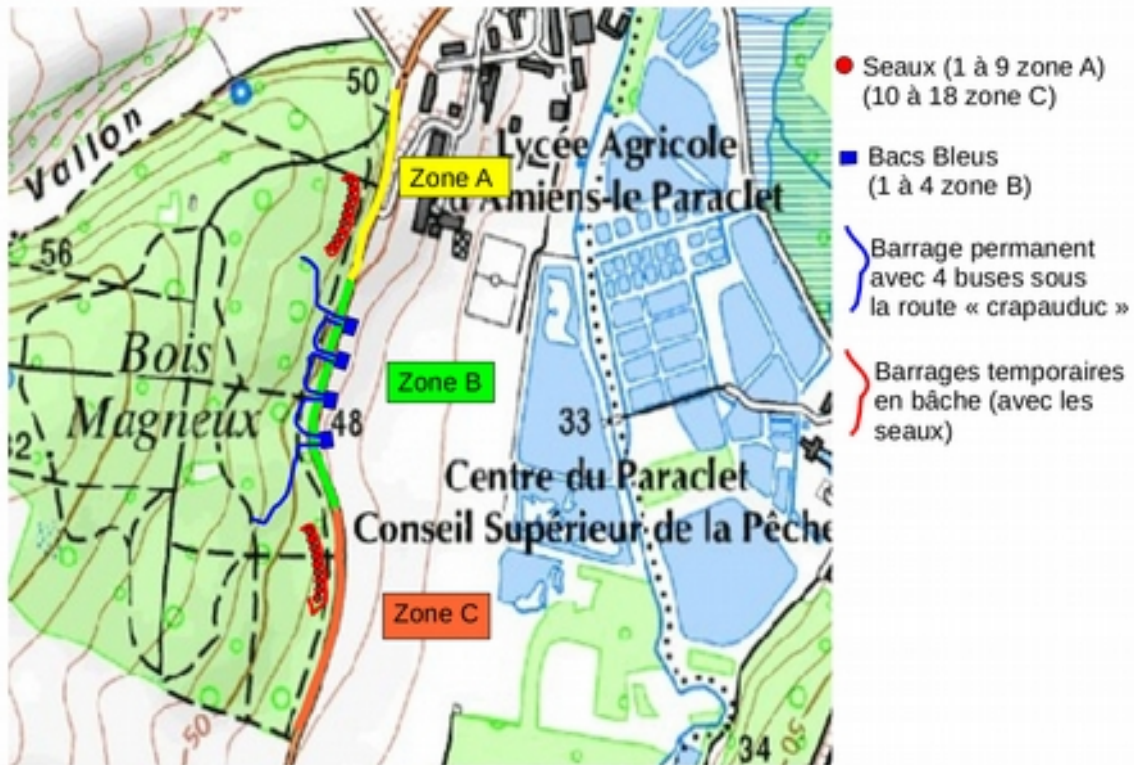 50
Vallon
Lycée Agricole
d'Amiens-le Paraclet
Zone A
56
Bois
Magneux
Zone B
48
33
Centre du Paraclet
Conseil Supérieur de la Pêche
Zone C
50
34
50
Seaux (1 à 9 zone A)
(10 à 18 zone C)
Bacs Bleus
(1 à 4 zone B)
Barrage permanent
avec 4 buses sous
la route « crapauduc »
Barrages temporaires
en bâche (avec les
seaux)